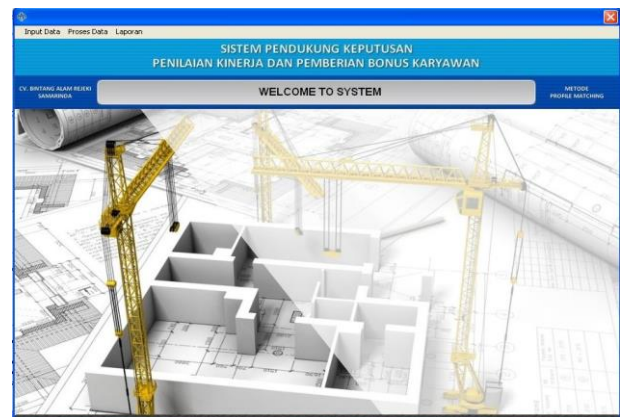 Input Data Proses Data Laporan
SISTEM PENDUKUNG KEPUTUSAN
PENILAIAN KINERJA DAN PEMBERIAN BONUS KARYAWAN
CV. BINTANG ALAM REJEKI
SAMARINDA
WELCOME TO SYSTEM
METODE
PROFILE MATCHING